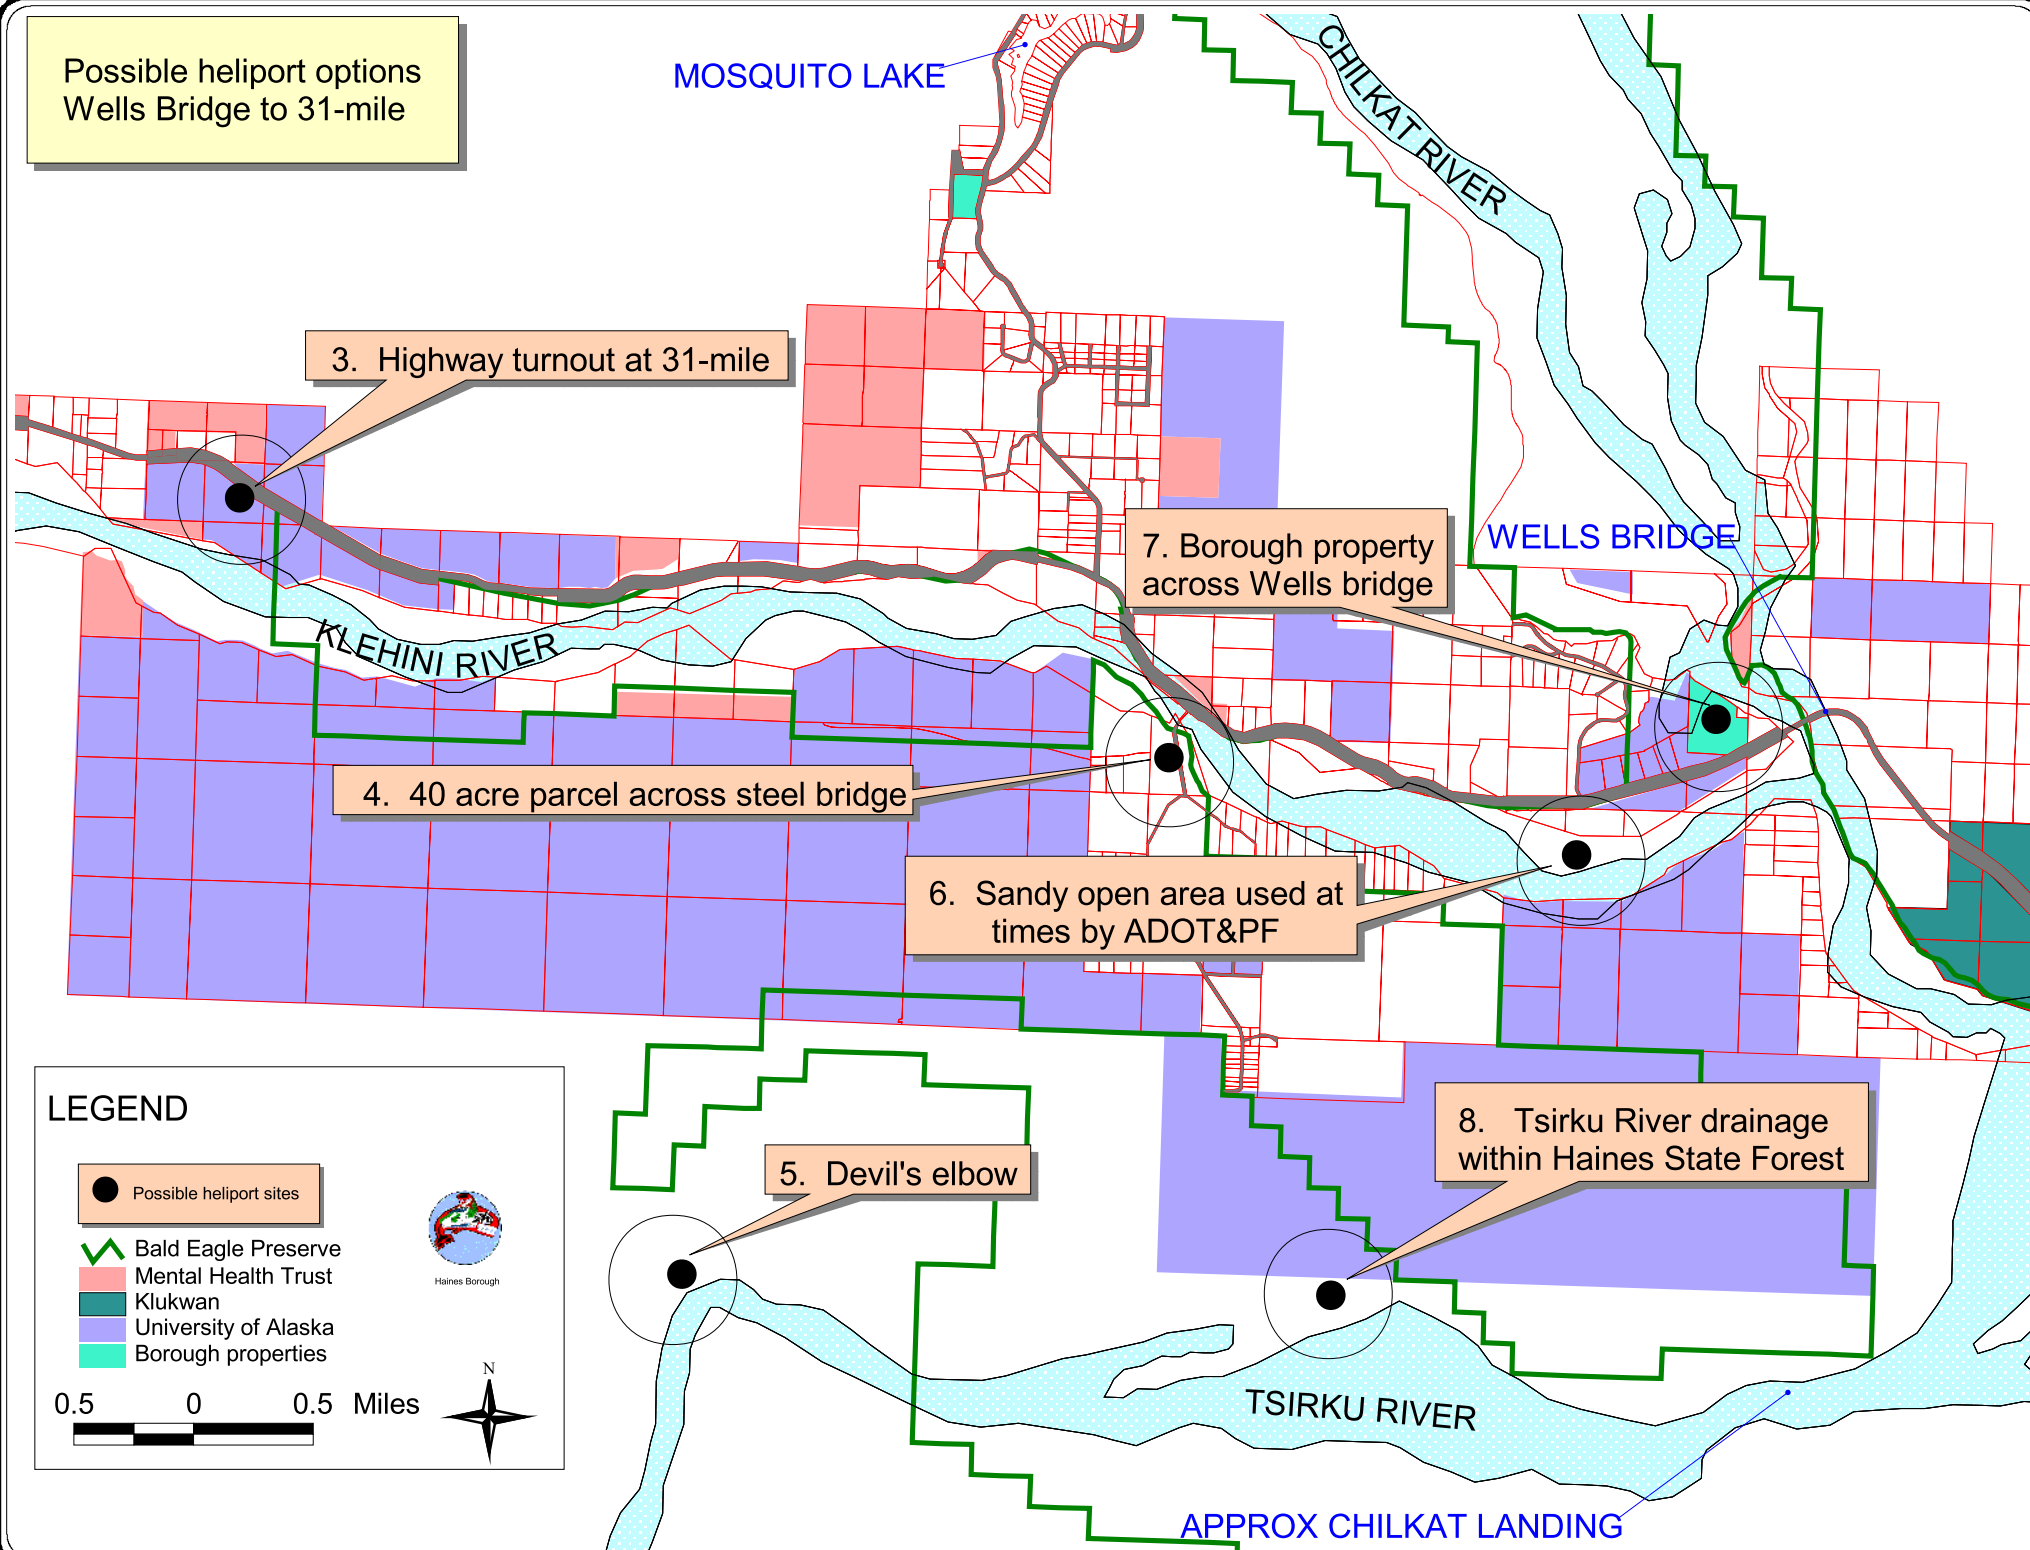 Possible heliport options
Wells Bridge to 31-mile
MOSQUITO LAKE
CHILKAT RIVER
3. Highway turnout at 31-mile
7. Borough property
across Wells bridge
WELLS BRIDGE
KLEHINI RIVER
4. 40 acre parcel across steel bridge
6. Sandy open area used at
times by ADOT&PF
8. Tsirku River drainage
within Haines State Forest
5. Devil's elbow
TSIRKU RIVER
APPROX CHILKAT LANDING
LEGEND
Possible heliport sites
Bald Eagle Preserve
Mental Health Trust
Klukwan
University of Alaska
Borough properties
Haines Borough
0.5 0 0.5 Miles
N